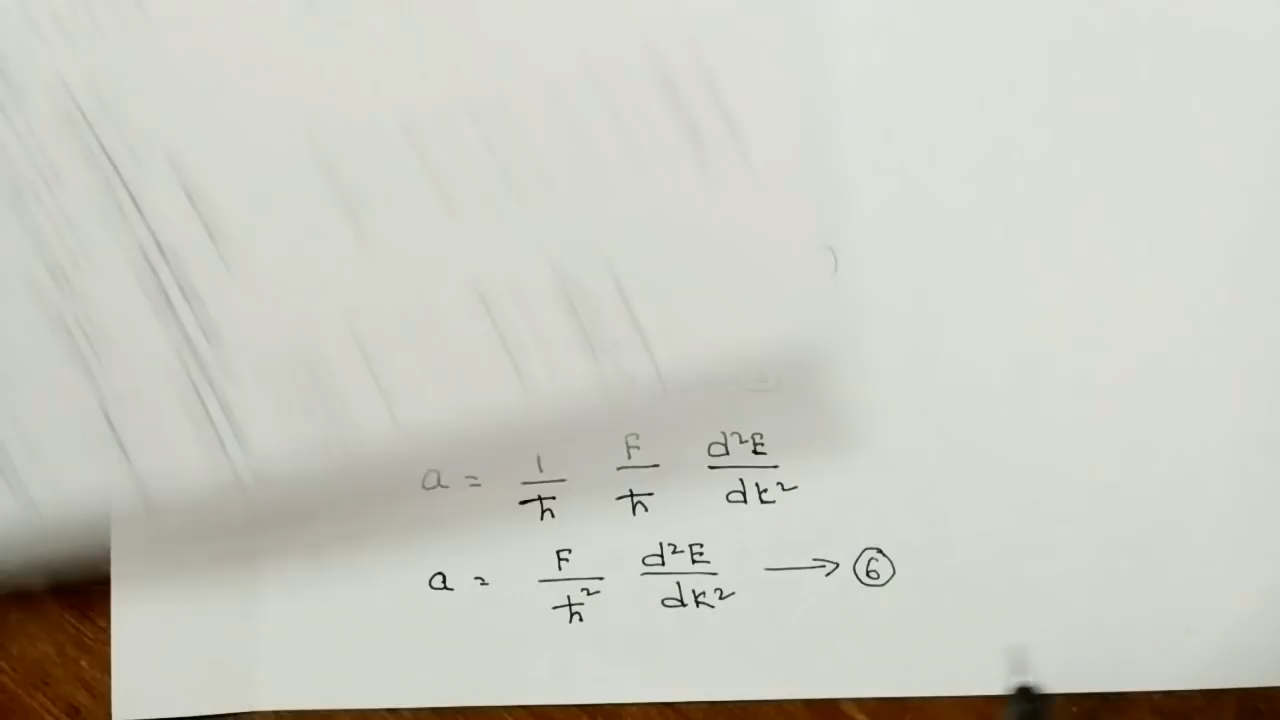 a = 1/ħ F/ħ d²E/dk²
a = F/ħ² d²E/dk² → ⑥